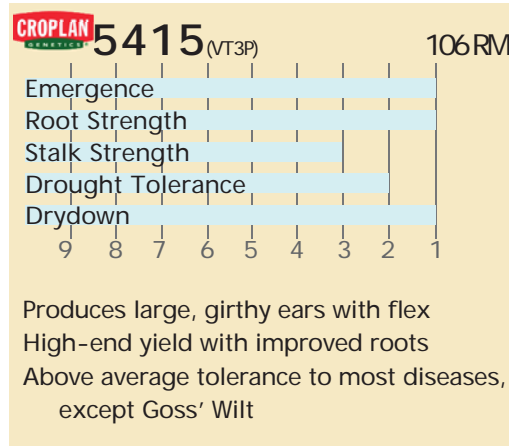 CROPLAN
GENETICS
5415 (VT3P) 106 RM
Emergence
Root Strength
Stalk Strength
Drought Tolerance
Drydown
9 8 7 6 5 4 3 2 1
Produces large, girthy ears with flex
High-end yield with improved roots
Above average tolerance to most diseases,
except Goss' Wilt